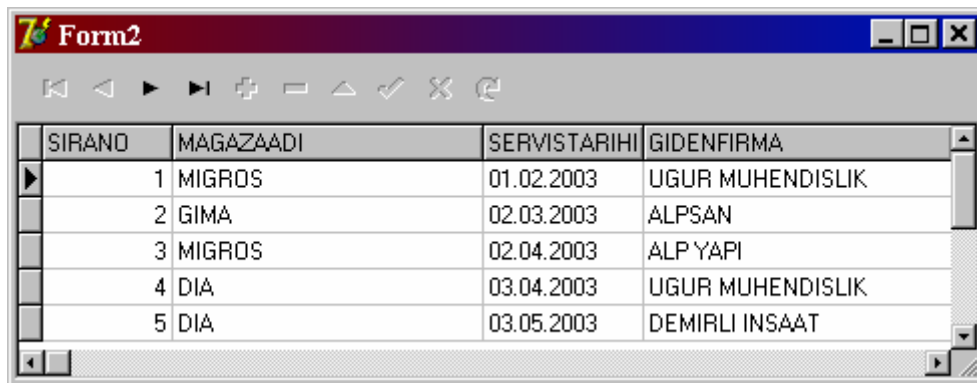 Form2
SIRANO MAGAZAADI SERVISTARIHI GIDENFIRMA
1 MIGROS 01.02.2003 UGUR MUHENDISLIK
2 GIMA 02.03.2003 ALPSAN
3 MIGROS 02.04.2003 ALP YAPI
4 DIA 03.04.2003 UGUR MUHENDISLIK
5 DIA 03.05.2003 DEMIRLI INSAAT